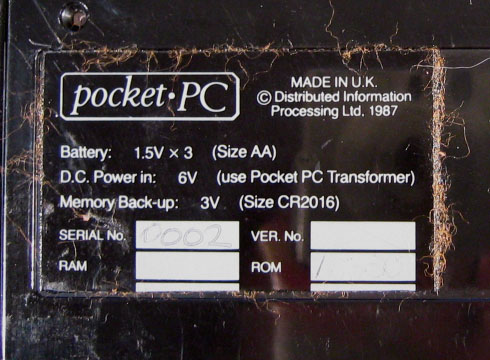 pocket•PC
MADE IN U.K.
© Distributed Information
Processing Ltd, 1987
Battery: 1.5V × 3 (Size AA)
D.C. Power in: 6V (use Pocket PC Transformer)
Memory Back-up: 3V (Size CR2016)
SERIAL No. 0002 VER. No.
RAM ROM